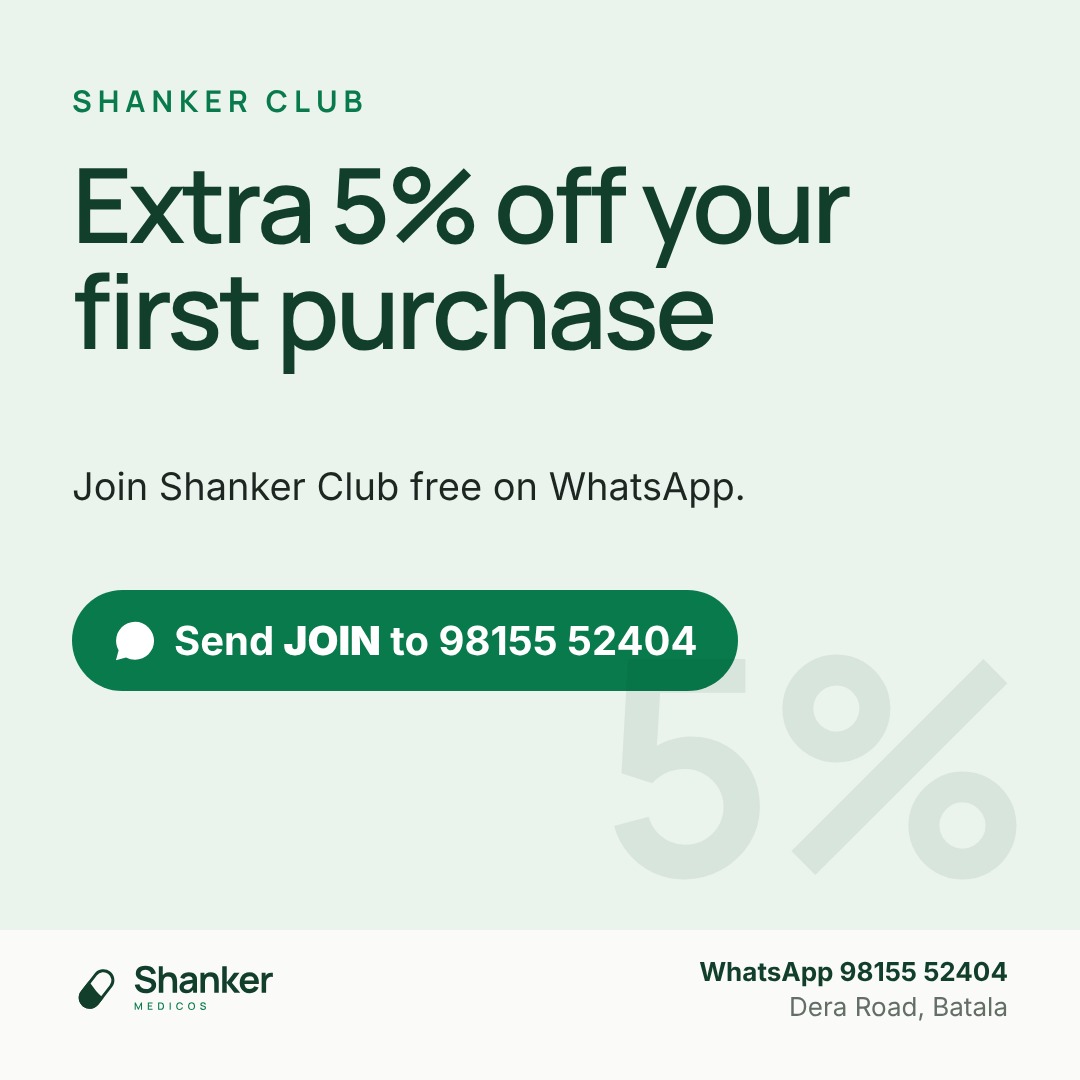 SHANKER CLUB
Extra 5% off your
first purchase
Join Shanker Club free on WhatsApp.
Send JOIN to 98155 52404
5%
Shanker
MEDICOS
WhatsApp 98155 52404
Dera Road, Batala